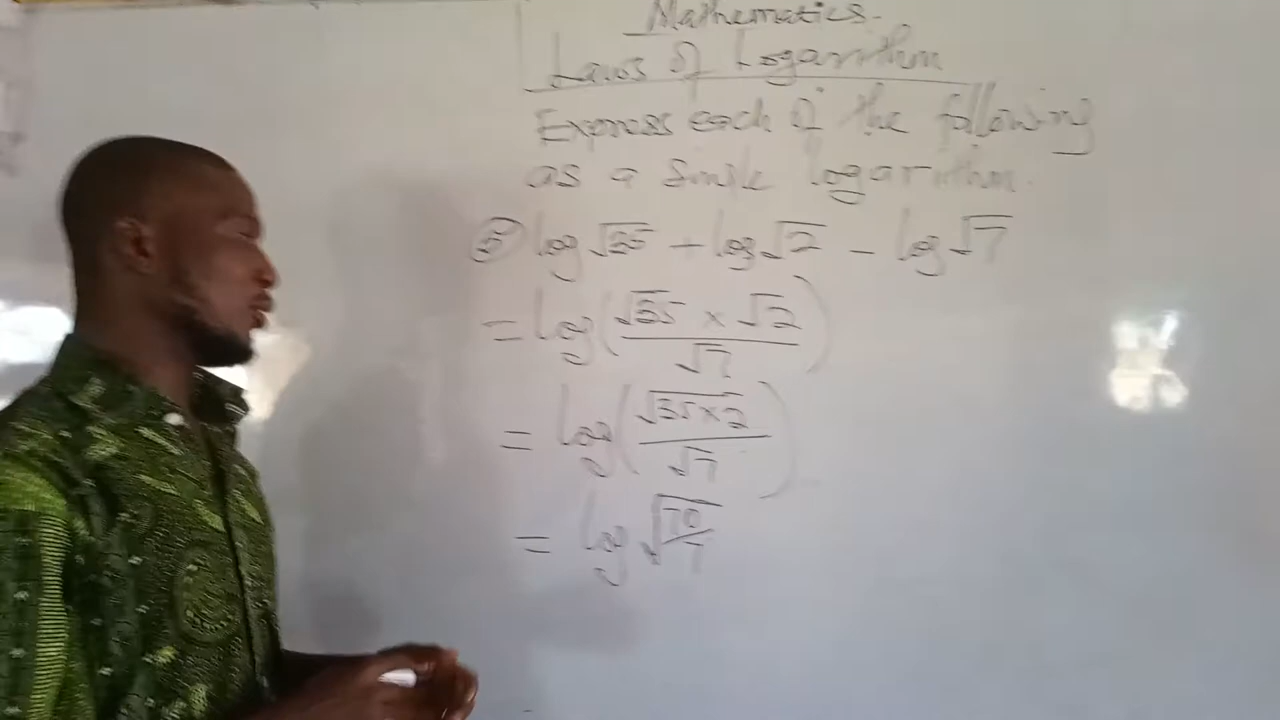 Mathematics.
Laws of Logarithm
Express each of the following
as a single logarithm.
⑤ log √35 + log √2 - log √7
= log(√35 × √2 / √7)
= log(√35×2 / √7)
= log √70/7